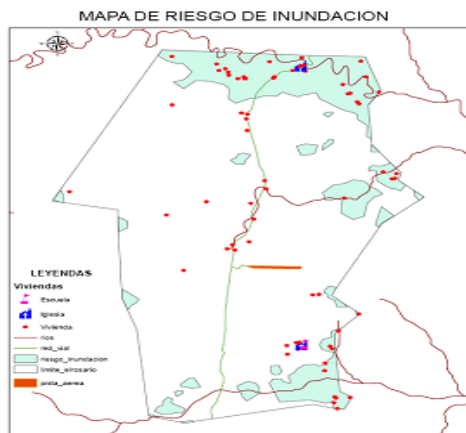 MAPA DE RIESGO DE INUNDACION
LEYENDAS
Viviendas
Escuela
Iglesia
Vivienda
rios
red_vial
riesgo_inundacion
limite_elrosario
pista_aerea